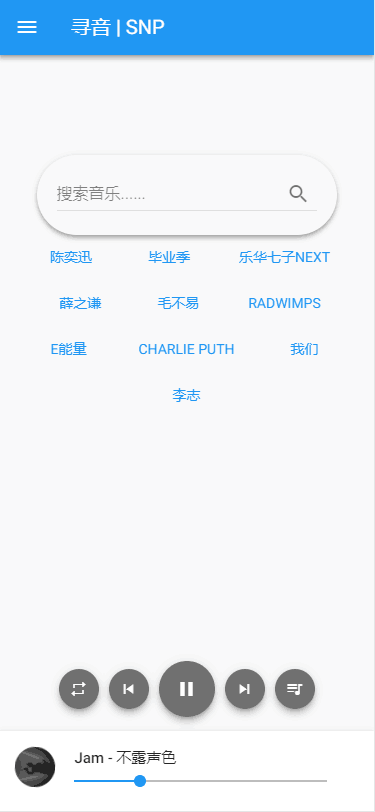 寻音 | SNP
搜索音乐......
陈奕迅 毕业季 乐华七子NEXT
薛之谦 毛不易 RADWIMPS
E能量 CHARLIE PUTH 我们
李志
Jam - 不露声色